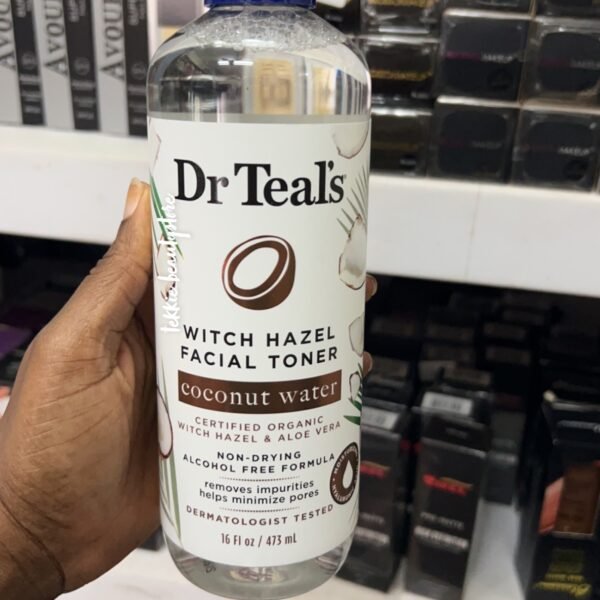 Dr Teal's
WITCH HAZEL
FACIAL TONER
coconut water
CERTIFIED ORGANIC
WITCH HAZEL & ALOE VERA
NON-DRYING
ALCOHOL FREE FORMULA
removes impurities
helps minimize pores
DERMATOLOGIST TESTED
16 Fl oz / 473 mL
tekkie_beautystore